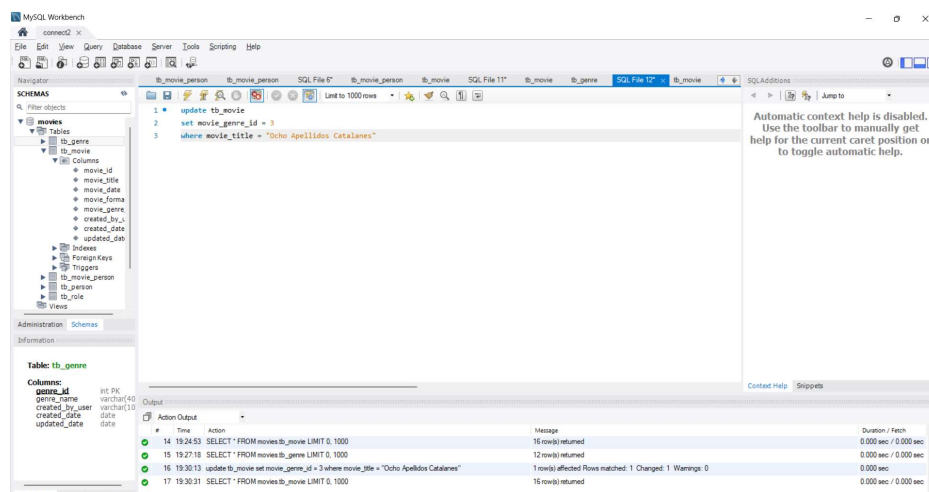 MySQL Workbench
connect2 ×
File Edit View Query Database Server Tools Scripting Help
Navigator
SCHEMAS
Filter objects
movies
Tables
tb_genre
tb_movie
Columns
movie_id
movie_title
movie_date
movie_forma
movie_genre_
created_by_u
created_date
updated_date
Indexes
Foreign Keys
Triggers
tb_movie_person
tb_person
tb_role
Views
Administration Schemas
Information
Table: tb_genre
Columns:
genre_id int PK
genre_name varchar(40
created_by_user varchar(10
created_date date
updated_date date
tb_movie_person tb_movie_person SQL File 6* tb_movie_person tb_movie SQL File 11* tb_movie tb_genre SQL File 12* × tb_movie
Limit to 1000 rows
1 update tb_movie
2 set movie_genre_id = 3
3 where movie_title = "Ocho Apellidos Catalanes"
SQLAdditions
Jump to
Automatic context help is disabled.
Use the toolbar to manually get
help for the current caret position or
to toggle automatic help.
Context Help Snippets
Output
Action Output
# Time Action Message Duration / Fetch
14 19:24:53 SELECT * FROM movies.tb_movie LIMIT 0, 1000 16 row(s) returned 0.000 sec / 0.000 sec
15 19:27:18 SELECT * FROM movies.tb_genre LIMIT 0, 1000 12 row(s) returned 0.000 sec / 0.000 sec
16 19:30:13 update tb_movie set movie_genre_id = 3 where movie_title = "Ocho Apellidos Catalanes" 1 row(s) affected Rows matched: 1 Changed: 1 Warnings: 0 0.000 sec
17 19:30:31 SELECT * FROM movies.tb_movie LIMIT 0, 1000 16 row(s) returned 0.000 sec / 0.000 sec